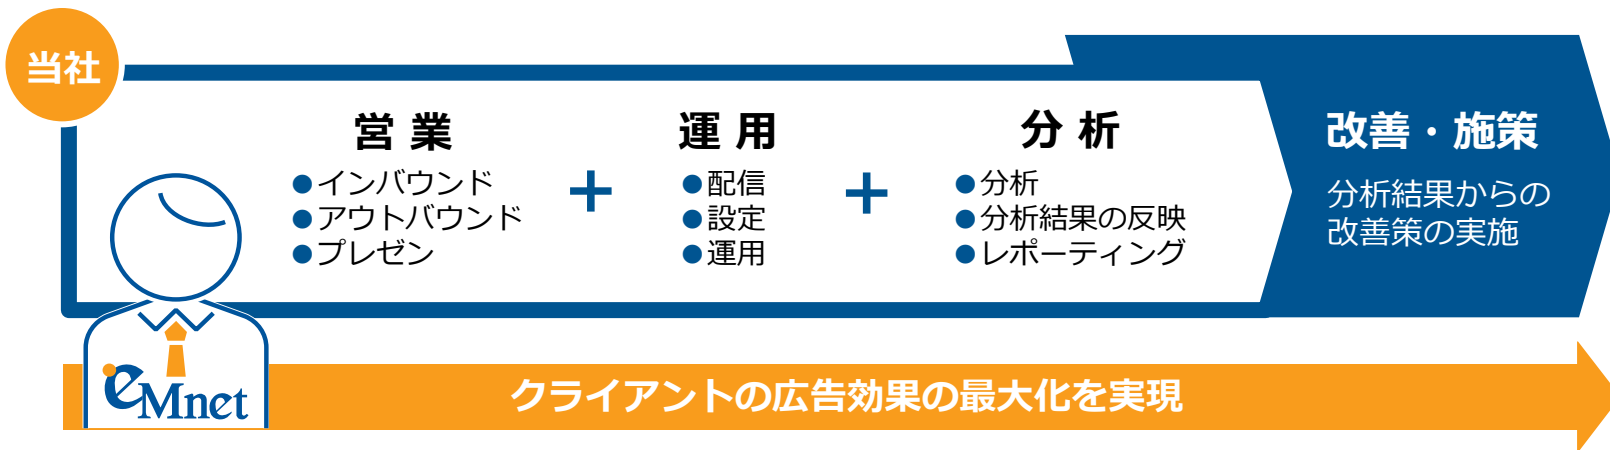 当社
営業
●インバウンド
●アウトバウンド
●プレゼン
+
運用
●配信
●設定
●運用
+
分析
●分析
●分析結果の反映
●レポーティング
改善・施策
分析結果からの
改善策の実施
eMnet
クライアントの広告効果の最大化を実現